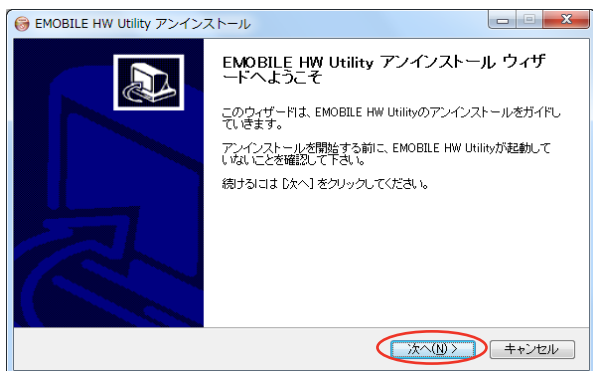 EMOBILE HW Utility アンインストール
EMOBILE HW Utility アンインストール ウィザ
ードへようこそ
このウィザードは、EMOBILE HW Utilityのアンインストールをガイドし
ていきます。
アンインストールを開始する前に、EMOBILE HW Utilityが起動して
いないことを確認して下さい。
続けるには [次へ] をクリックしてください。
次へ(N) >
キャンセル